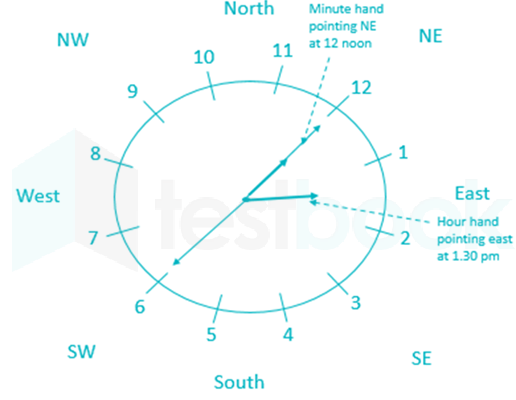 North
Minute hand
pointing NE
at 12 noon
NW
NE
11
10
12
9
8
1
West
testbook
East
Hour hand
pointing east
at 1.30 pm
7
2
6
3
5
4
SW
SE
South